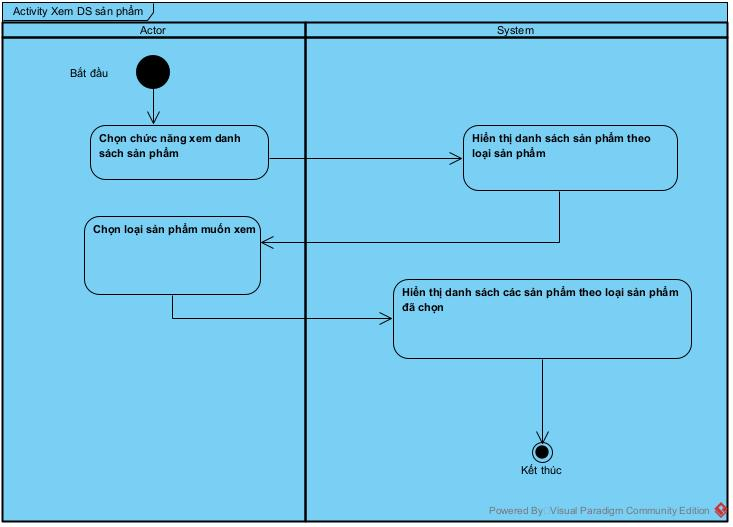 Activity Xem DS sản phẩm
Actor
System
Bắt đầu
Chọn chức năng xem danh
sách sản phẩm
Hiển thị danh sách sản phẩm theo
loại sản phẩm
Chọn loại sản phẩm muốn xem
Hiển thị danh sách các sản phẩm theo loại sản phẩm
đã chọn
Kết thúc
Powered By Visual Paradigm Community Edition